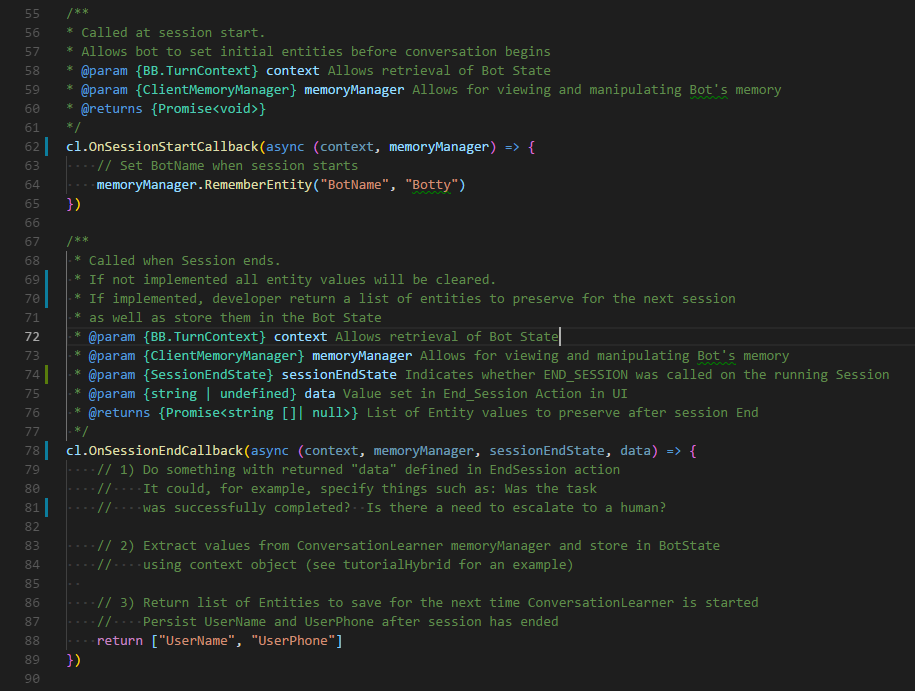 55 /**
56 * Called at session start.
57 * Allows bot to set initial entities before conversation begins
58 * @param {BB.TurnContext} context Allows retrieval of Bot State
59 * @param {ClientMemoryManager} memoryManager Allows for viewing and manipulating Bot's memory
60 * @returns {Promise<void>}
61 */
62 cl.OnSessionStartCallback(async (context, memoryManager) => {
63 ····// Set BotName when session starts
64 ····memoryManager.RememberEntity("BotName", "Botty")
65 })
66
67 /**
68 ·* Called when Session ends.
69 ·* If not implemented all entity values will be cleared.
70 ·* If implemented, developer return a list of entities to preserve for the next session
71 ·* as well as store them in the Bot State
72 ·* @param {BB.TurnContext} context Allows retrieval of Bot State
73 ·* @param {ClientMemoryManager} memoryManager Allows for viewing and manipulating Bot's memory
74 ·* @param {SessionEndState} sessionEndState Indicates whether END_SESSION was called on the running Session
75 ·* @param {string | undefined} data Value set in End_Session Action in UI
76 ·* @returns {Promise<string []| null>} List of Entity values to preserve after session End
77 ·*/
78 cl.OnSessionEndCallback(async (context, memoryManager, sessionEndState, data) => {
79 ····// 1) Do something with returned "data" defined in EndSession action
80 ····//····It could, for example, specify things such as: Was the task
81 ····//····was successfully completed?··Is there a need to escalate to a human?
82
83 ····// 2) Extract values from ConversationLearner memoryManager and store in BotState
84 ····//····using context object (see tutorialHybrid for an example)
85 ··
86 ····// 3) Return list of Entities to save for the next time ConversationLearner is started
87 ····//····Persist UserName and UserPhone after session has ended
88 ····return ["UserName", "UserPhone"]
89 })
90